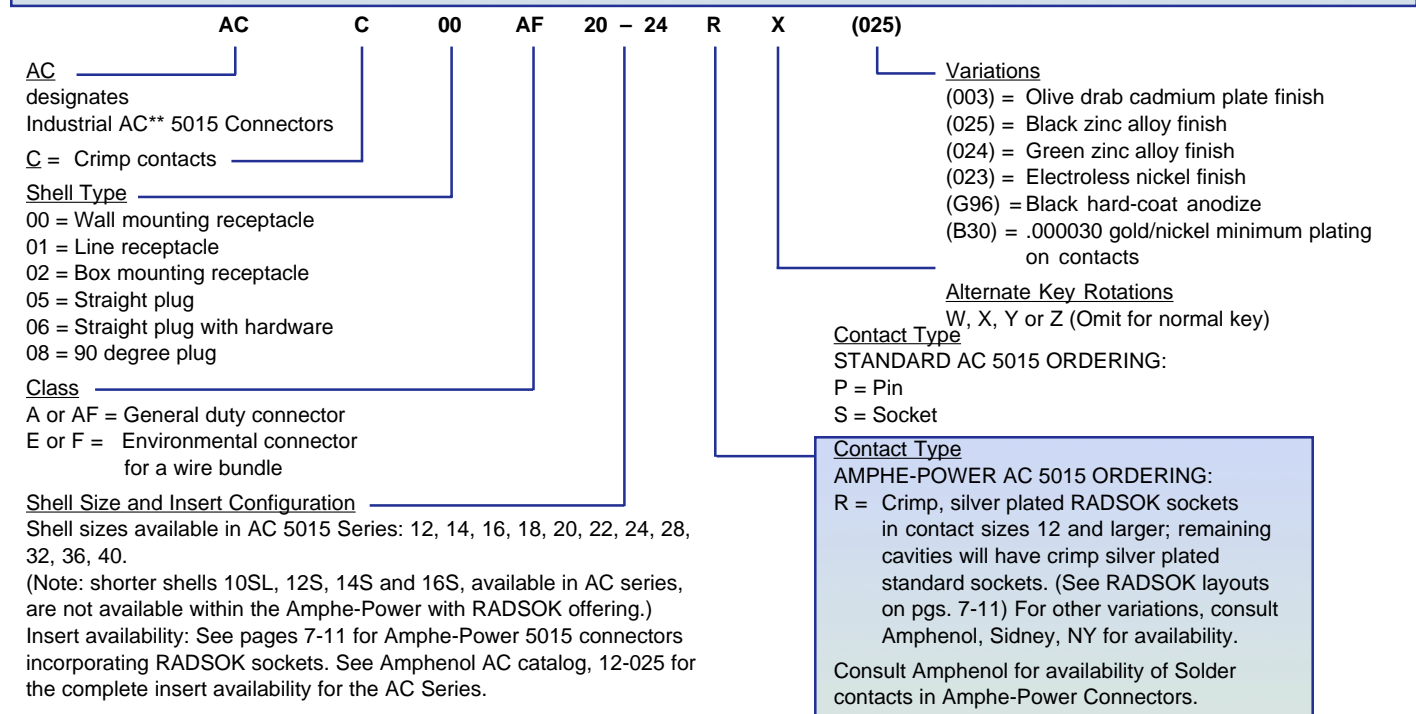 AC C 00 AF 20 – 24 R X (025)
AC
designates
Industrial AC** 5015 Connectors
C = Crimp contacts
Shell Type
00 = Wall mounting receptacle
01 = Line receptacle
02 = Box mounting receptacle
05 = Straight plug
06 = Straight plug with hardware
08 = 90 degree plug
Class
A or AF = General duty connector
E or F = Environmental connector
for a wire bundle
Shell Size and Insert Configuration
Shell sizes available in AC 5015 Series: 12, 14, 16, 18, 20, 22, 24, 28,
32, 36, 40.
(Note: shorter shells 10SL, 12S, 14S and 16S, available in AC series,
are not available within the Amphe-Power with RADSOK offering.)
Insert availability: See pages 7-11 for Amphe-Power 5015 connectors
incorporating RADSOK sockets. See Amphenol AC catalog, 12-025 for
the complete insert availability for the AC Series.
Variations
(003) = Olive drab cadmium plate finish
(025) = Black zinc alloy finish
(024) = Green zinc alloy finish
(023) = Electroless nickel finish
(G96) = Black hard-coat anodize
(B30) = .000030 gold/nickel minimum plating
on contacts
Alternate Key Rotations
W, X, Y or Z (Omit for normal key)
Contact Type
STANDARD AC 5015 ORDERING:
P = Pin
S = Socket
Contact Type
AMPHE-POWER AC 5015 ORDERING:
R = Crimp, silver plated RADSOK sockets
in contact sizes 12 and larger; remaining
cavities will have crimp silver plated
standard sockets. (See RADSOK layouts
on pgs. 7-11) For other variations, consult
Amphenol, Sidney, NY for availability.
Consult Amphenol for availability of Solder
contacts in Amphe-Power Connectors.